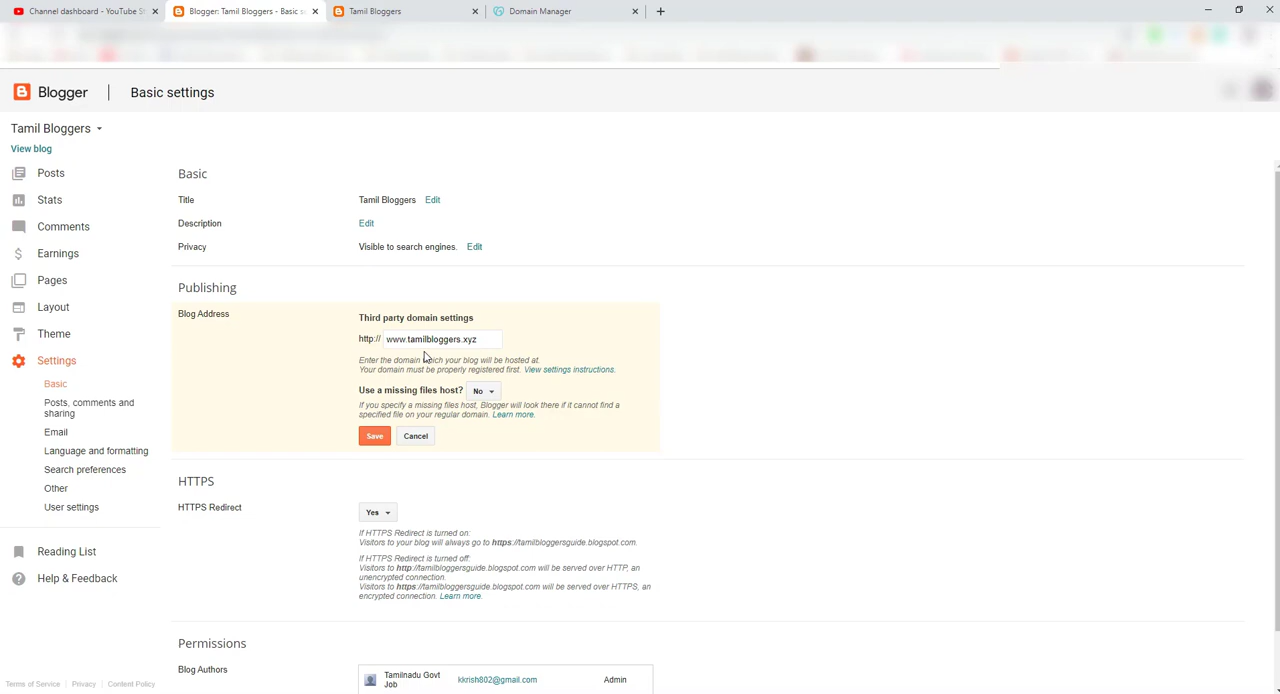 Channel dashboard - YouTube St
Blogger: Tamil Bloggers - Basic s
Tamil Bloggers
Domain Manager
Blogger
Basic settings
Tamil Bloggers
View blog
Posts
Stats
Comments
Earnings
Pages
Layout
Theme
Settings
Basic
Posts, comments and
sharing
Email
Language and formatting
Search preferences
Other
User settings
Reading List
Help & Feedback
Terms of Service | Privacy | Content Policy
Basic
Title Tamil Bloggers Edit
Description Edit
Privacy Visible to search engines. Edit
Publishing
Blog Address
Third party domain settings
http:// www.tamilbloggers.xyz
Enter the domain which your blog will be hosted at.
Your domain must be properly registered first. View settings instructions.
Use a missing files host? No
If you specify a missing files host, Blogger will look there if it cannot find a
specified file on your regular domain. Learn more.
Save Cancel
HTTPS
HTTPS Redirect Yes
If HTTPS Redirect is turned on:
Visitors to your blog will always go to https://tamilbloggersguide.blogspot.com.
If HTTPS Redirect is turned off:
Visitors to http://tamilbloggersguide.blogspot.com will be served over HTTP, an
unencrypted connection.
Visitors to https://tamilbloggersguide.blogspot.com will be served over HTTPS, an
encrypted connection. Learn more.
Permissions
Blog Authors
Tamilnadu Govt
Job
kkrish802@gmail.com Admin